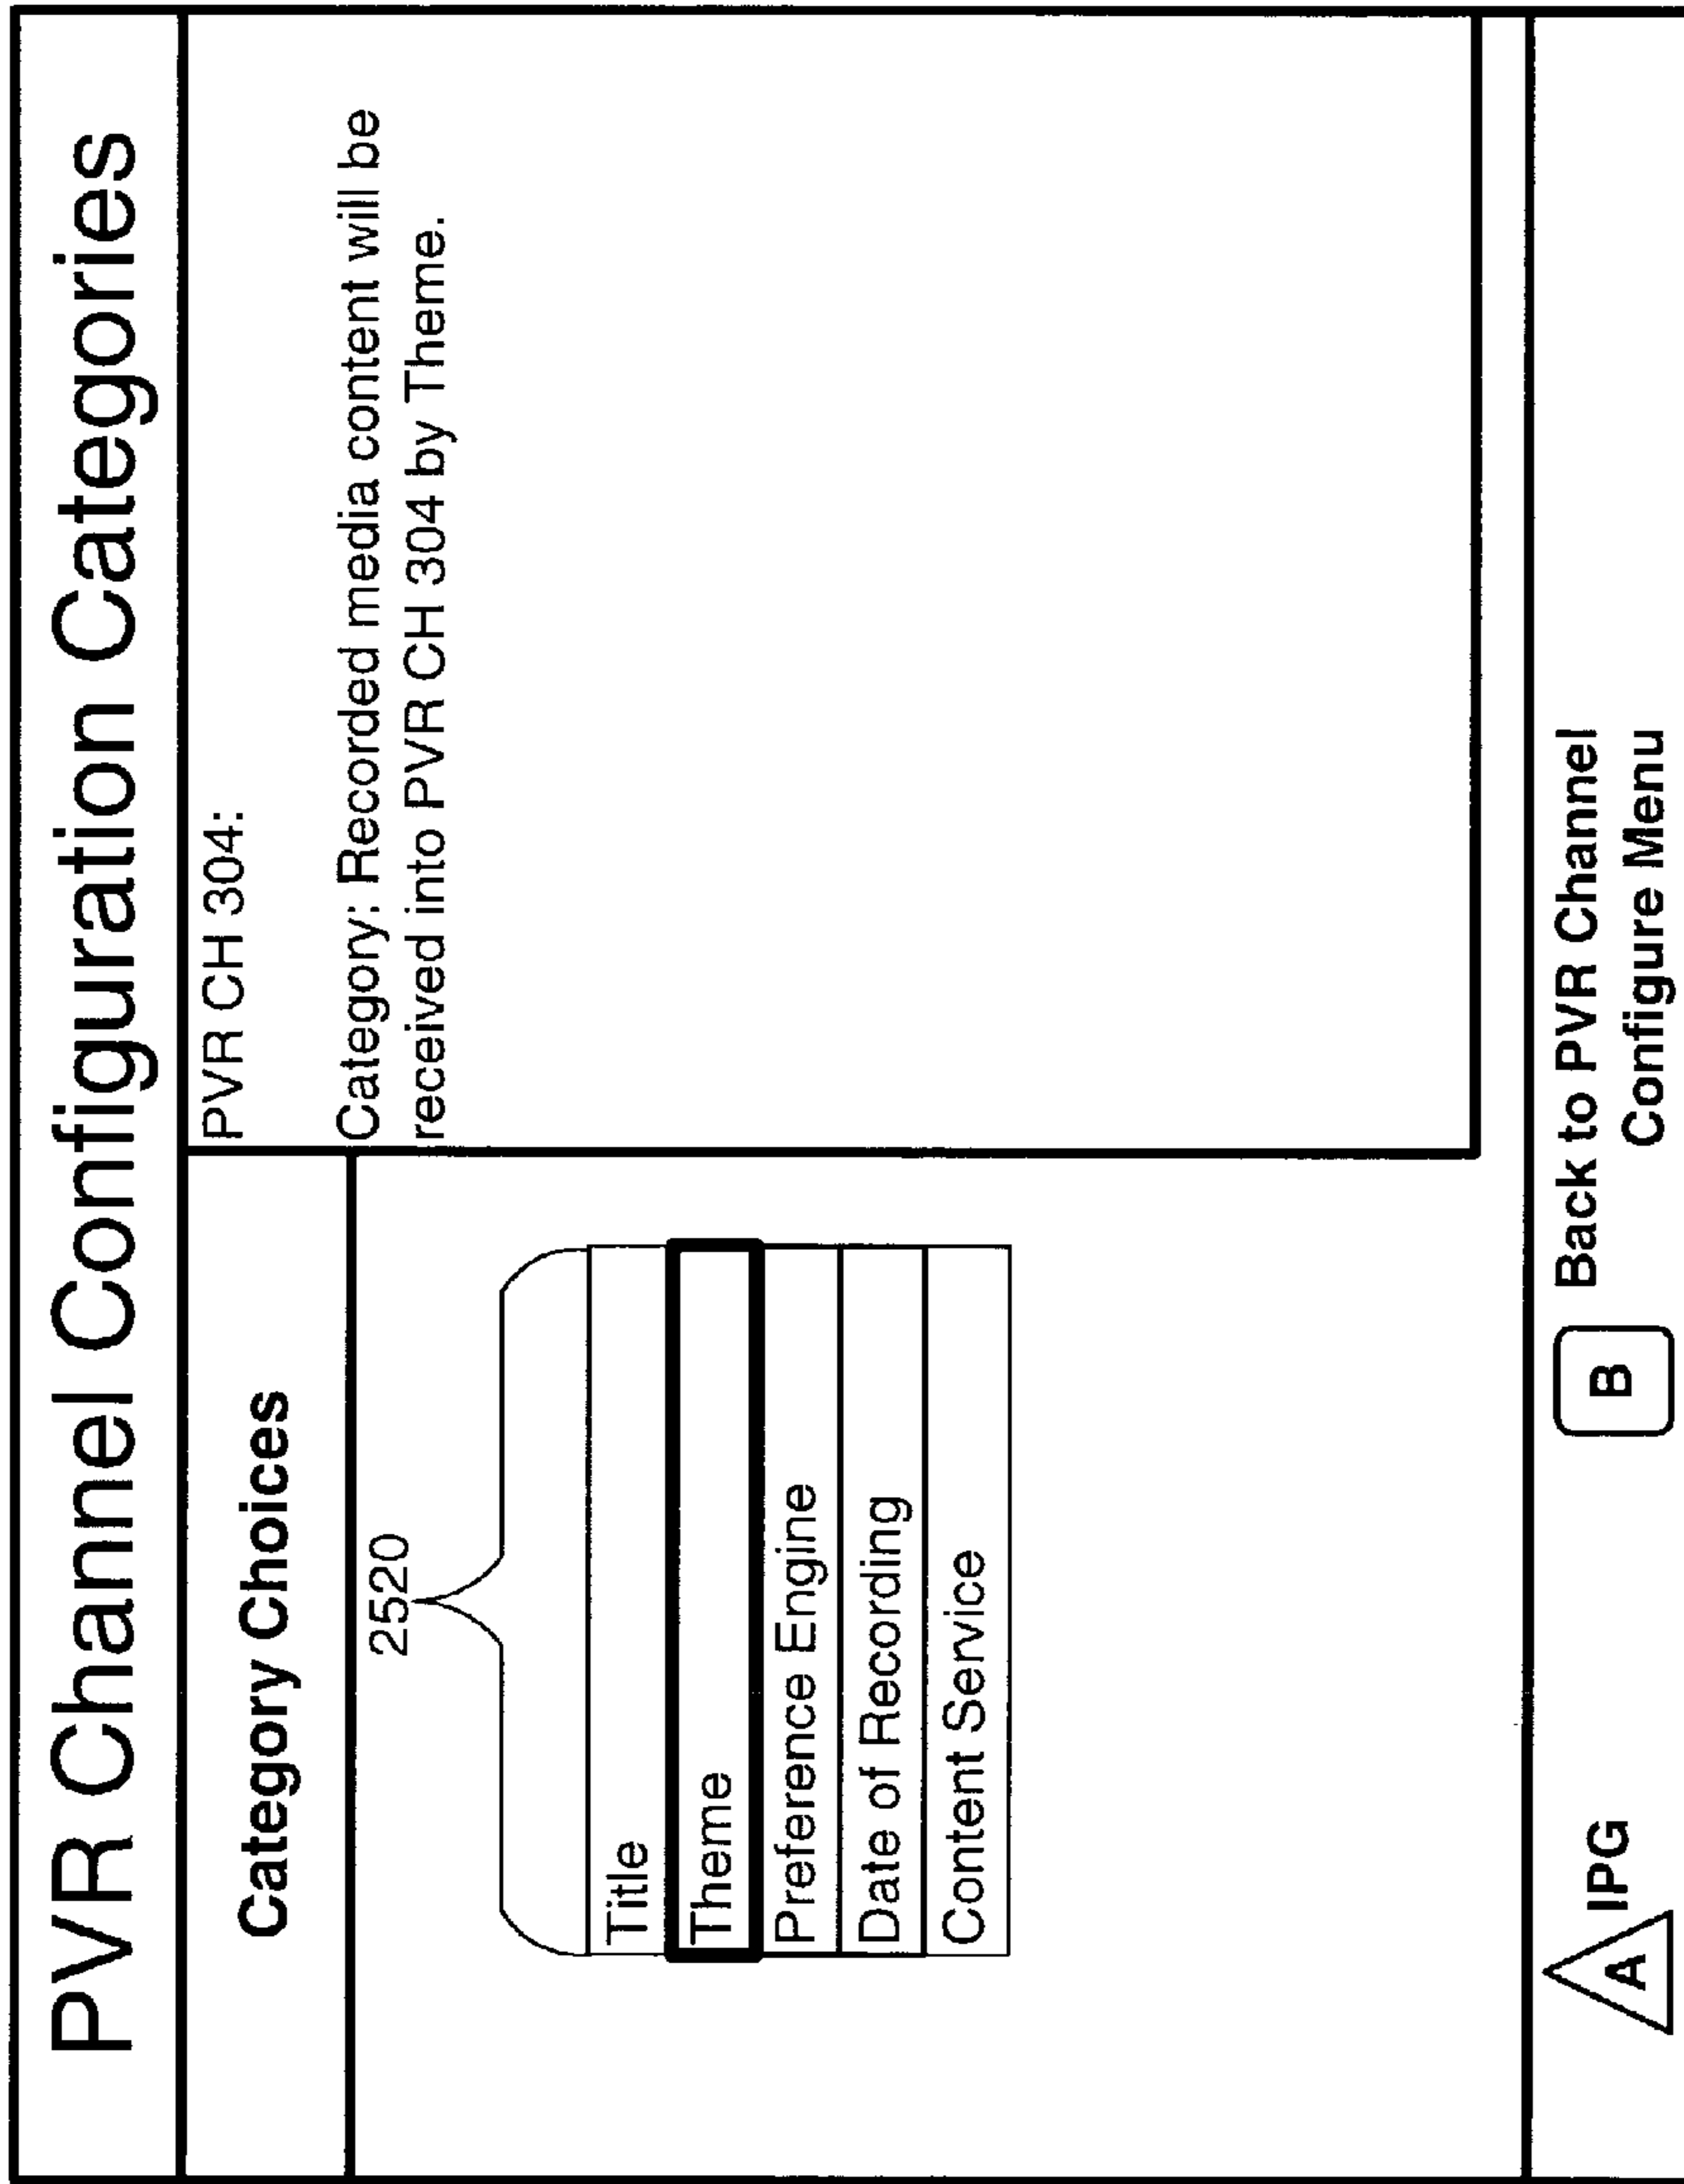 PVR Channel Configuration Categories
Category Choices
2520
Title
Theme
Preference Engine
Date of Recording
Content Service
PVR CH 304:
Category: Recorded media content will be
received into PVR CH 304 by Theme.
A IPG
B Back to PVR Channel
Configure Menu